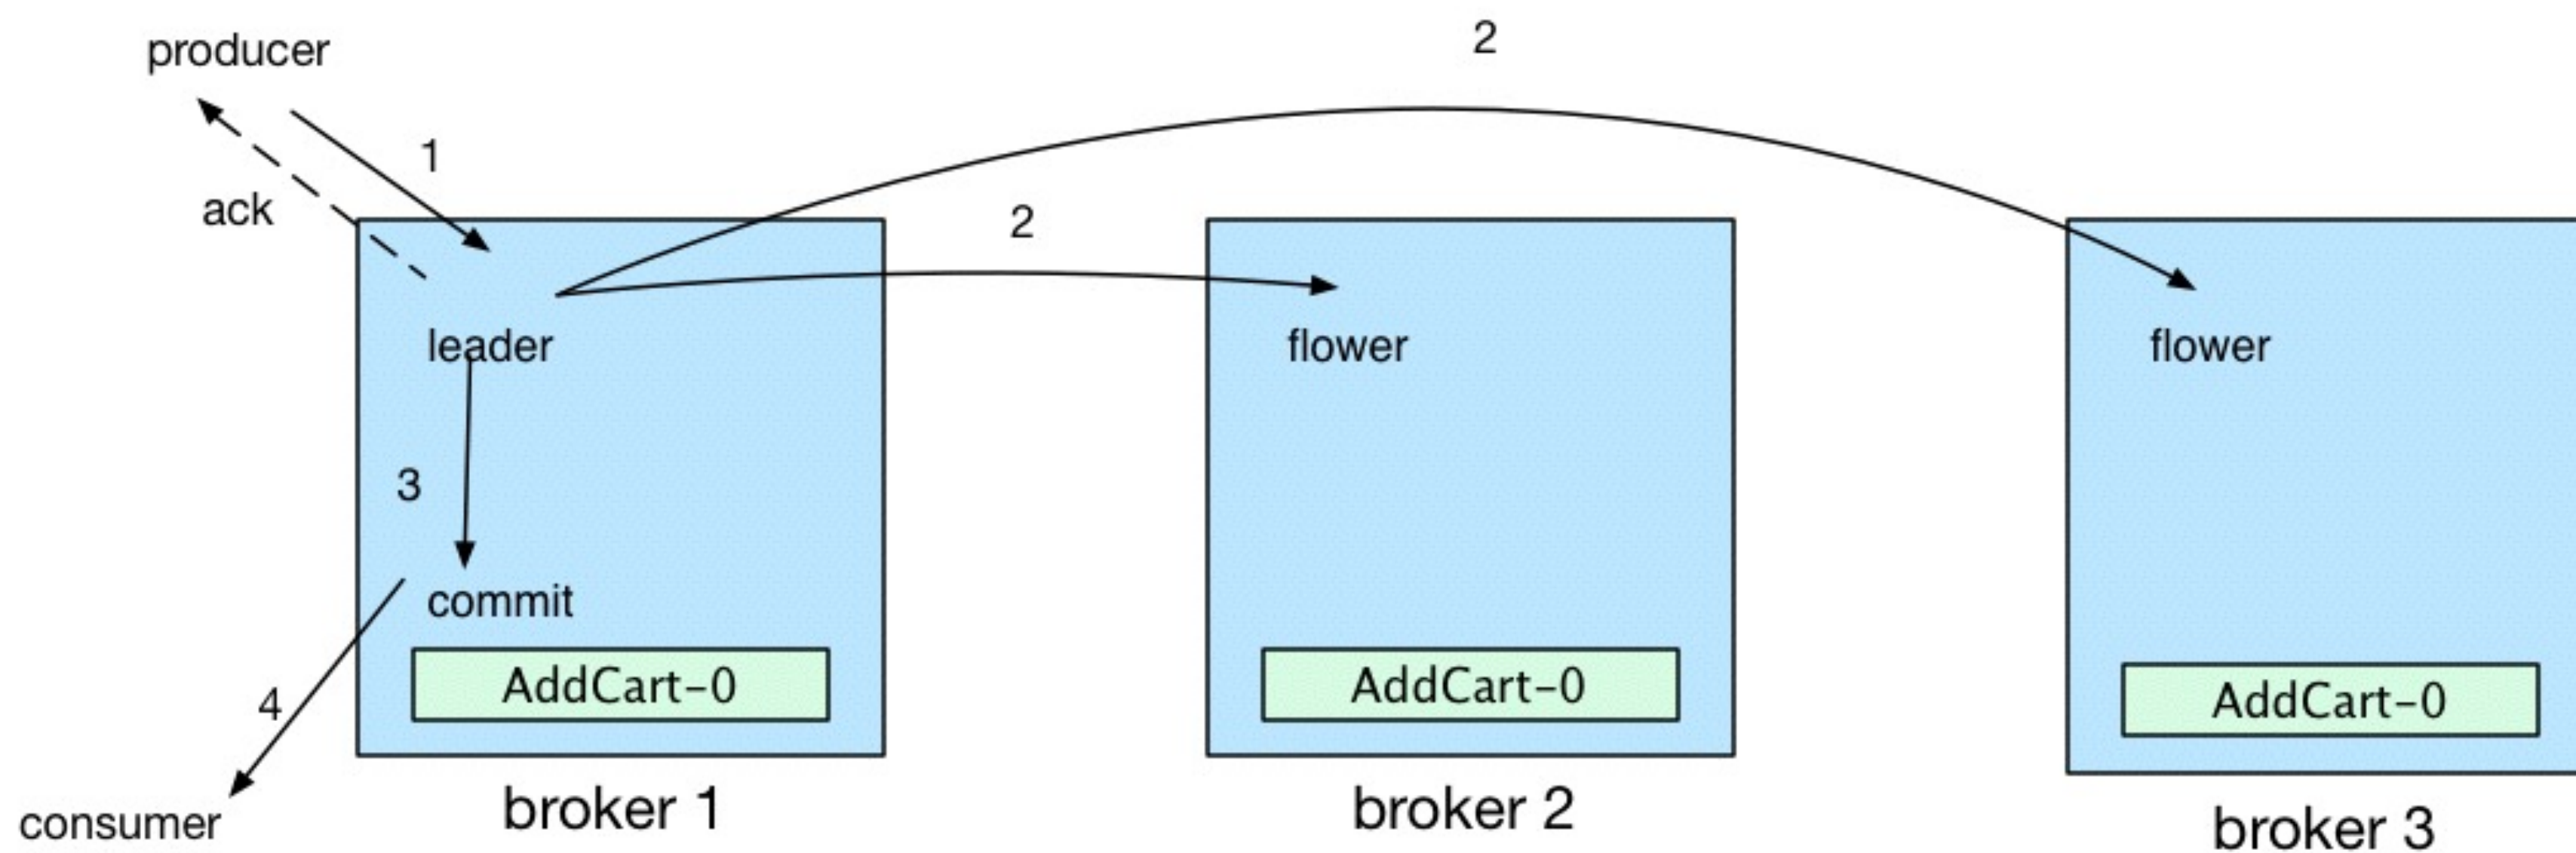 producer
2
1
ack
2
leader
flower
flower
3
commit
AddCart-0
AddCart-0
AddCart-0
4
consumer
broker 1
broker 2
broker 3